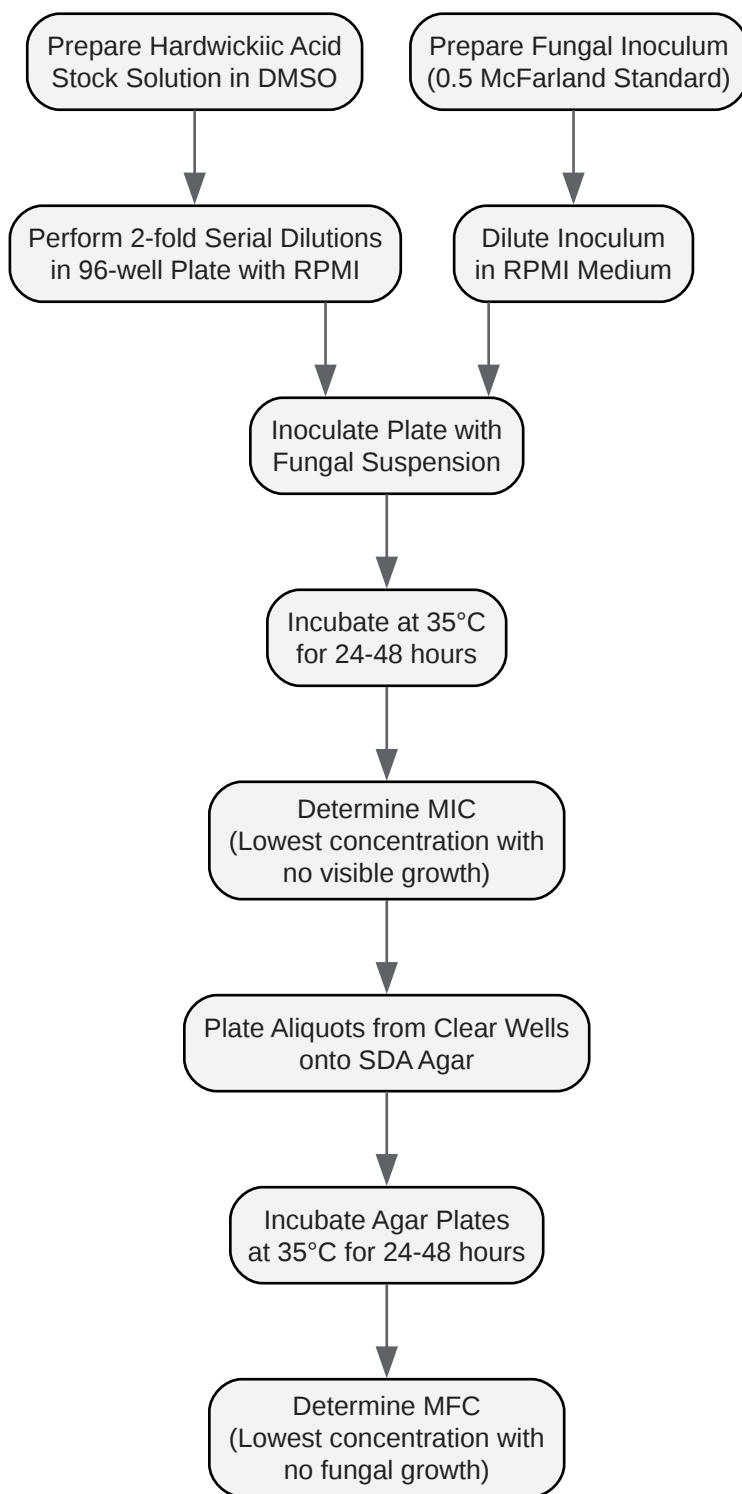 Prepare Hardwickiic Acid
Stock Solution in DMSO
Prepare Fungal Inoculum
(0.5 McFarland Standard)
Perform 2-fold Serial Dilutions
in 96-well Plate with RPMI
Dilute Inoculum
in RPMI Medium
Inoculate Plate with
Fungal Suspension
Incubate at 35°C
for 24-48 hours
Determine MIC
(Lowest concentration with
no visible growth)
Plate Aliquots from Clear Wells
onto SDA Agar
Incubate Agar Plates
at 35°C for 24-48 hours
Determine MFC
(Lowest concentration with
no fungal growth)